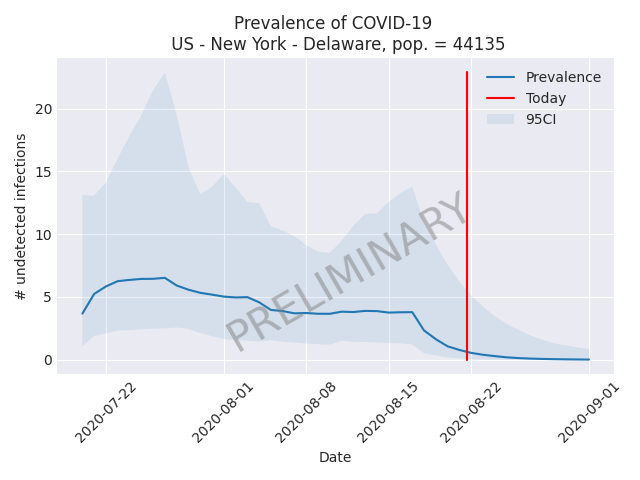 Prevalence of COVID-19
US - New York - Delaware, pop. = 44135
Prevalence
Today
95CI
20
15
10
5
0
# undetected infections
PRELIMINARY
2020-07-22
2020-08-01
2020-08-08
2020-08-15
2020-08-22
2020-09-01
Date